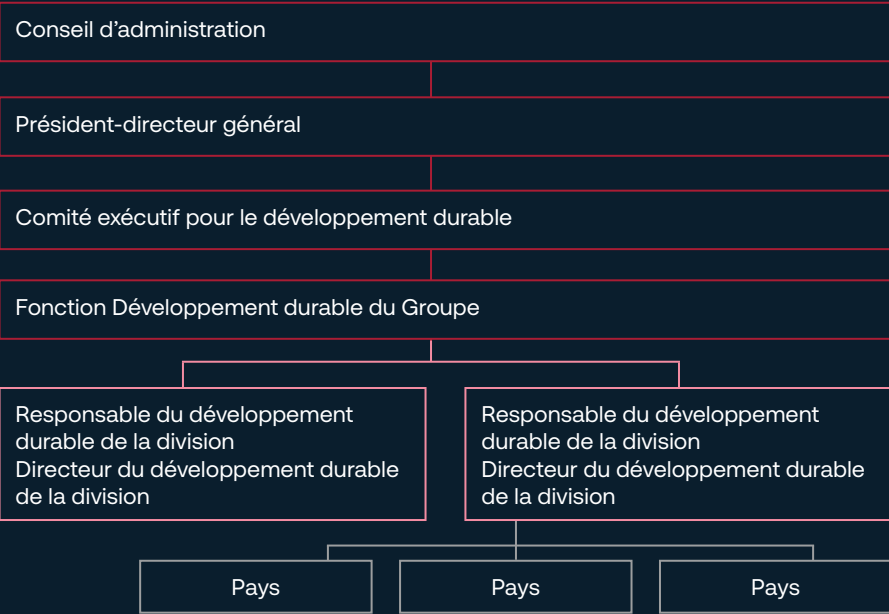 Conseil d’administration
Président-directeur général
Comité exécutif pour le développement durable
Fonction Développement durable du Groupe
Responsable du développement
durable de la division
Directeur du développement durable
de la division
Responsable du développement
durable de la division
Directeur du développement durable
de la division
Pays
Pays
Pays